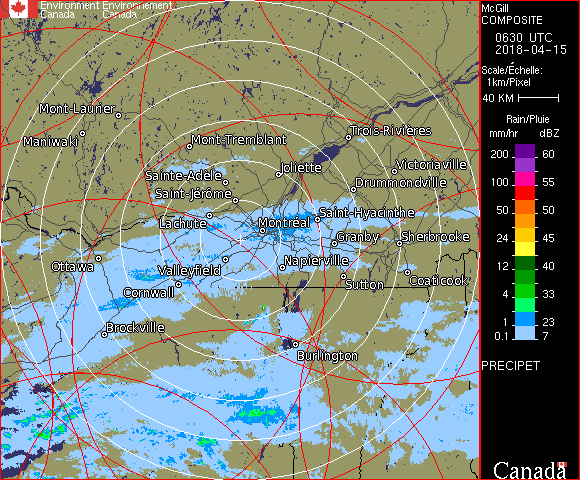 Environment Environnement
Canada Canada
McGill
COMPOSITE
0630 UTC
2018-04-15
Scale/Échelle:
1km/Pixel
40 KM
Rain/Pluie
mm/hr dBZ
200 60
100 55
50 50
24 45
12 40
4 33
1 23
0.1 7
PRECIPET
Canada
Mont-Laurier
Maniwaki
Mont-Tremblant
Trois-Rivières
Sainte-Adèle
Joliette
Victoriaville
Saint-Jérôme
Drummondville
Lachute
Saint-Hyacinthe
Montréal
Granby
Sherbrooke
Ottawa
Valleyfield
Napierville
Cornwall
Sutton
Coaticook
Brockville
Burlington